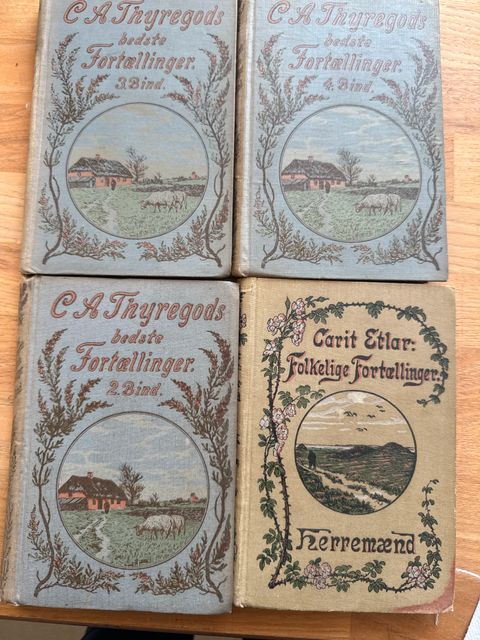 C A Thyregods
bedste
Fortællinger.
3. Bind.
C A Thyregods
bedste
Fortællinger.
4. Bind.
C A Thyregods
bedste
Fortællinger.
2. Bind.
Carit Etlar:
Folkelige Fortællinger.
Herremænd